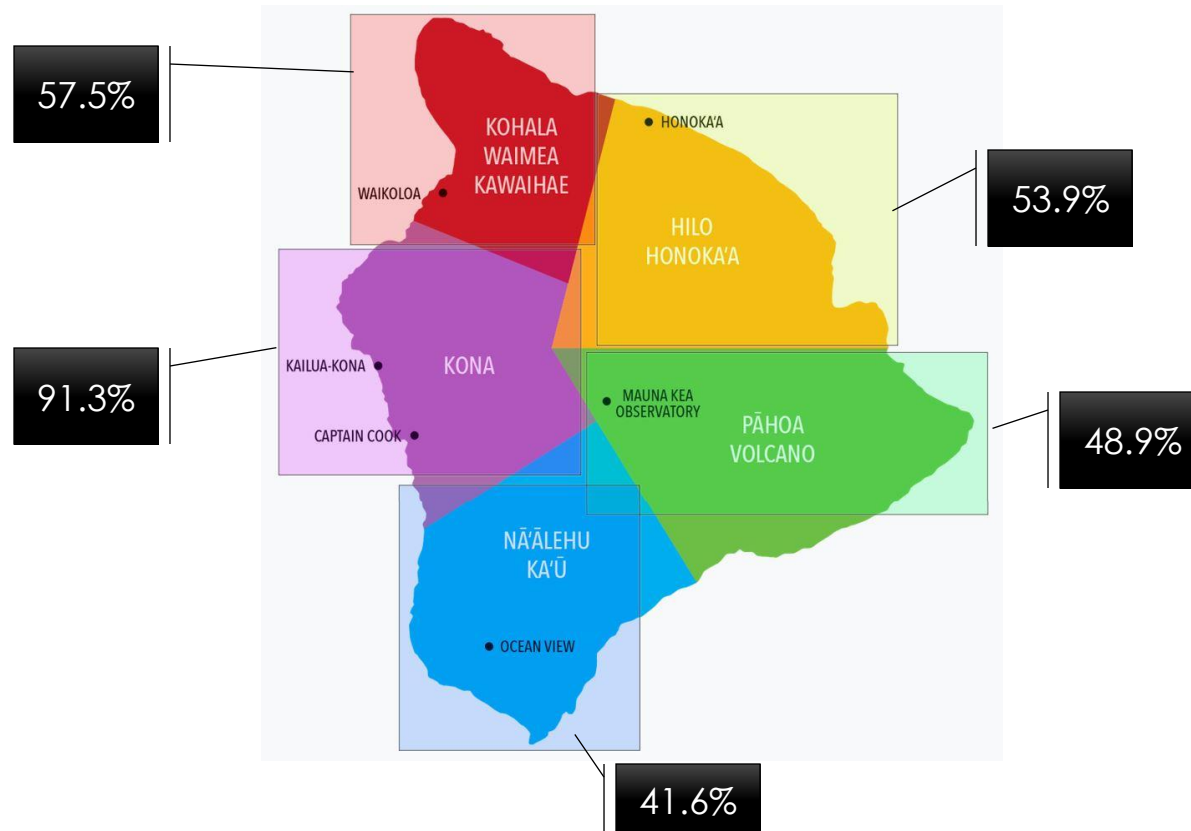 57.5%
KOHALA
WAIMEA
KAWAIHAE
WAIKOLOA
HONOKA‘A
HILO
HONOKA‘A
53.9%
91.3%
KAILUA-KONA
KONA
CAPTAIN COOK
MAUNA KEA
OBSERVATORY
PĀHOA
VOLCANO
48.9%
NĀ‘ĀLEHU
KA‘Ū
OCEAN VIEW
41.6%